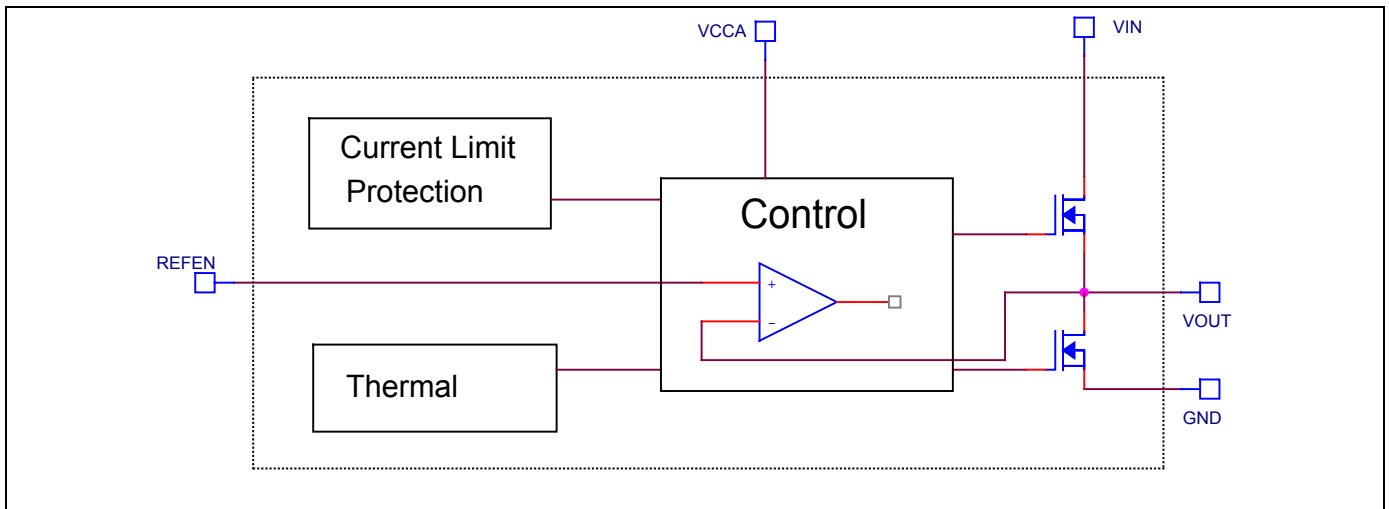 VCCA
VIN
Current Limit
Protection
Control
REFEN
+
−
VOUT
Thermal
GND